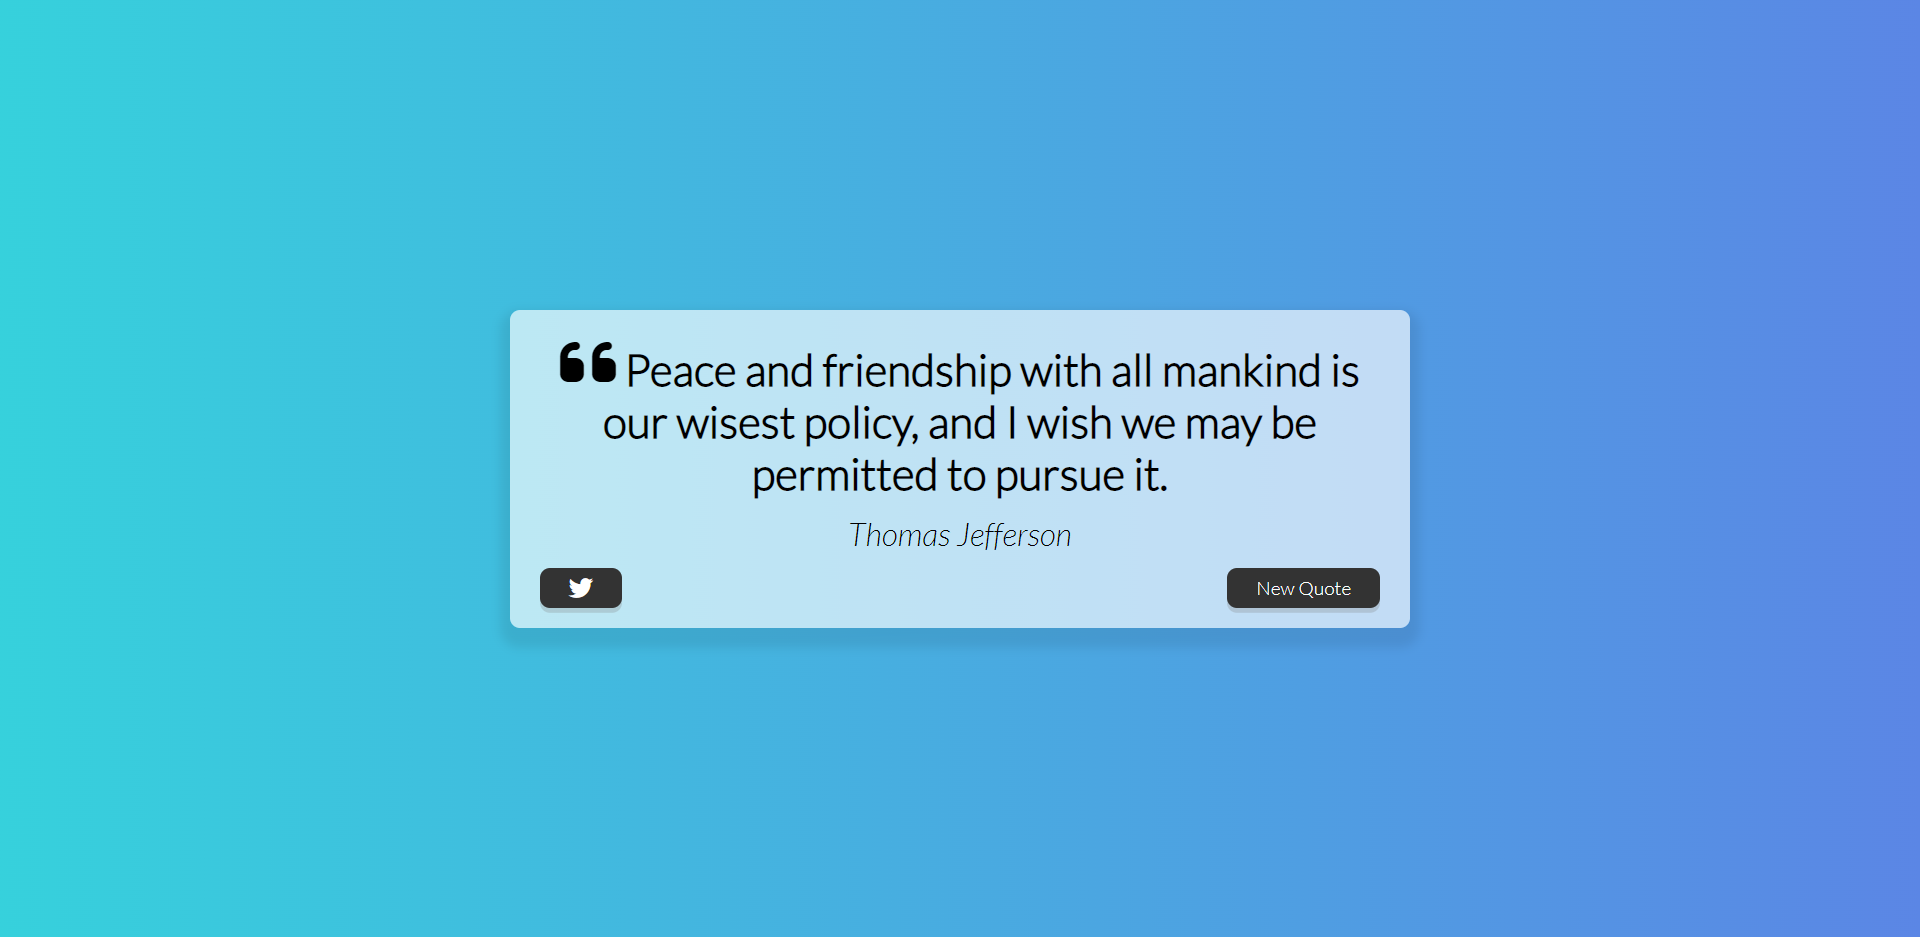 ❝ Peace and friendship with all mankind is
our wisest policy, and I wish we may be
permitted to pursue it.
Thomas Jefferson
New Quote